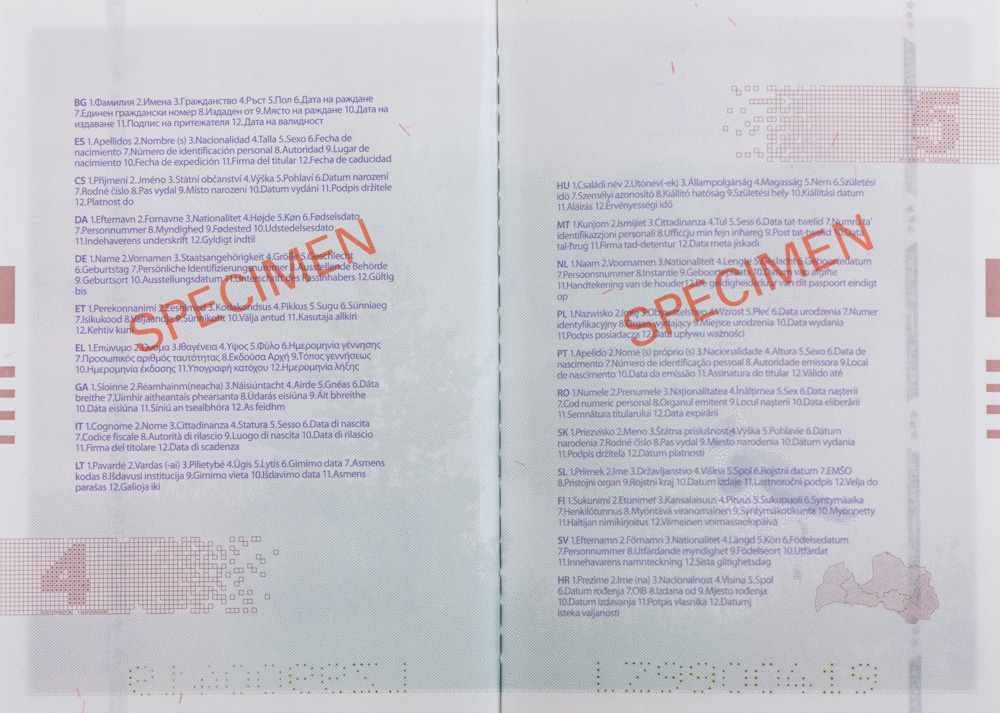 BG 1.Фамилия 2.Имена 3.Гражданство 4.Ръст 5.Пол 6.Дата на раждане
7.Единен граждански номер 8.Издаден от 9.Място на раждане 10.Дата на
издаване 11.Подпис на притежателя 12.Дата на валидност
ES 1.Apellidos 2.Nombre (s) 3.Nacionalidad 4.Talla 5.Sexo 6.Fecha de
nacimiento 7.Número de identificación personal 8.Autoridad 9.Lugar de
nacimiento 10.Fecha de expedición 11.Firma del titular 12.Fecha de caducidad
CS 1.Příjmení 2.Jméno 3.Státní občanství 4.Výška 5.Pohlaví 6.Datum narození
7.Rodné číslo 8.Pas vydal 9.Místo narození 10.Datum vydání 11.Podpis držitele
12.Platnost do
DA 1.Efternavn 2.Fornavne 3.Nationalitet 4.Højde 5.Køn 6.Fødselsdato
7.Personnummer 8.Myndighed 9.Fødested 10.Udstedelsesdato
11.Indehaverens underskrift 12.Gyldigt indtil
DE 1.Name 2.Vornamen 3.Staatsangehörigkeit 4.Größe 5.Geschlecht
6.Geburtstag 7.Persönliche Identifizierungsnummer 8.Ausstellende Behörde
9.Geburtsort 10.Ausstellungsdatum 11.Unterschrift des Passinhabers 12.Gültig
bis
ET 1.Perekonnanimi 2.Eesnimed 3.Kodakondsus 4.Pikkus 5.Sugu 6.Sünniaeg
7.Isikukood 8.Väljaandja 9.Sünnikoht 10.Välja antud 11.Kasutaja allkiri
12.Kehtiv kuni
EL 1.Επώνυμο 2.Όνομα 3.Ιθαγένεια 4.Υψος 5.Φύλο 6.Ημερομηνία γέννησης
7.Προσωπικός αριθμός ταυτότητας 8.Εκδούσα Αρχή 9.Τόπος γεννήσεως
10.Ημερομηνία έκδοσης 11.Υπογραφή κατόχου 12.Ημερομηνία λήξης
GA 1.Sloinne 2.Réamhainm(neacha) 3.Náisiúntacht 4.Airde 5.Gnéas 6.Dáta
breithe 7.Uimhir aitheantais phearsanta 8.Údarás eisiúna 9.Áit bhreithe
10.Dáta eisiúna 11.Síniú an tsealbhóra 12.As feidhm
IT 1.Cognome 2.Nome 3.Cittadinanza 4.Statura 5.Sesso 6.Data di nascita
7.Codice fiscale 8.Autorità di rilascio 9.Luogo di nascita 10.Data di rilascio
11.Firma del titolare 12.Data di scadenza
LT 1.Pavardė 2.Vardas (-ai) 3.Pilietybė 4.Ūgis 5.Lytis 6.Gimimo data 7.Asmens
kodas 8.Išdavusi institucija 9.Gimimo vieta 10.Išdavimo data 11.Asmens
parašas 12.Galioja iki
SPECIMEN
4
5
HU 1.Családi név 2.Utónév(-ek) 3.Állampolgárság 4.Magasság 5.Nem 6.Születési
idő 7.Személyi azonosító 8.Kiállító hatóság 9.Születési hely 10.Kiállítási dátum
11.Aláírás 12.Érvényességi idő
MT 1.Kunjom 2.Ismijiet 3.Ċittadinanza 4.Tul 5.Sess 6.Data tat-twelid 7.Numru ta'
identifikazzjoni personali 8.Uffiċċju min fejn inħareġ 9.Post tat-twelid 10.Data
tal-ħruġ 11.Firma tad-detentur 12.Data meta jiskadi
NL 1.Naam 2.Voornamen 3.Nationaliteit 4.Lengte 5.Geslacht 6.Geboortedatum
7.Persoonsnummer 8.Instantie 9.Geboorteplaats 10.Datum van afgifte
11.Handtekening van de houder 12.De geldigheidsduur van dit paspoort eindigt
op
PL 1.Nazwisko 2.Imię 3.Obywatelstwo 4.Wzrost 5.Płeć 6.Data urodzenia 7.Numer
identyfikacyjny 8.Organ wydający 9.Miejsce urodzenia 10.Data wydania
11.Podpis posiadacza 12.Data upływu ważności
PT 1.Apelido 2.Nome (s) próprio (s) 3.Nacionalidade 4.Altura 5.Sexo 6.Data de
nascimento 7.Número de identificação pessoal 8.Autoridade emissora 9.Local
de nascimento 10.Data da emissão 11.Assinatura do titular 12.Válido até
RO 1.Numele 2.Prenumele 3.Naţionalitatea 4.Înălţimea 5.Sex 6.Data naşterii
7.Cod numeric personal 8.Organul emitent 9.Locul naşterii 10.Data eliberării
11.Semnătura titularului 12.Data expirării
SK 1.Priezvisko 2.Meno 3.Štátna príslušnosť 4.Výška 5.Pohlavie 6.Dátum
narodenia 7.Rodné číslo 8.Pas vydal 9.Miesto narodenia 10.Dátum vydania
11.Podpis držiteľa 12.Dátum platnosti
SL 1.Priimek 2.Ime 3.Državljanstvo 4.Višina 5.Spol 6.Rojstni datum 7.EMŠO
8.Pristojni organ 9.Rojstni kraj 10.Datum izdaje 11.Lastnoročni podpis 12.Velja do
FI 1.Sukunimi 2.Etunimet 3.Kansalaisuus 4.Pituus 5.Sukupuoli 6.Syntymäaika
7.Henkilötunnus 8.Myöntävä viranomainen 9.Syntymäkotikunta 10.Myönnetty
11.Haltijan nimikirjoitus 12.Viimeinen voimassaolopäivä
SV 1.Efternamn 2.Förnamn 3.Nationalitet 4.Längd 5.Kön 6.Födelsedatum
7.Personnummer 8.Utfärdande myndighet 9.Födelseort 10.Utfärdat
11.Innehavarens namnteckning 12.Sista giltighetsdag
HR 1.Prezime 2.Ime (na) 3.Nacionalnost 4.Visina 5.Spol
6.Datum rođenja 7.OIB 8.Izdana od 9.Mjesto rođenja
10.Datum izdavanja 11.Potpis vlasnika 12.Datumj
isteka valjanosti
SPECIMEN